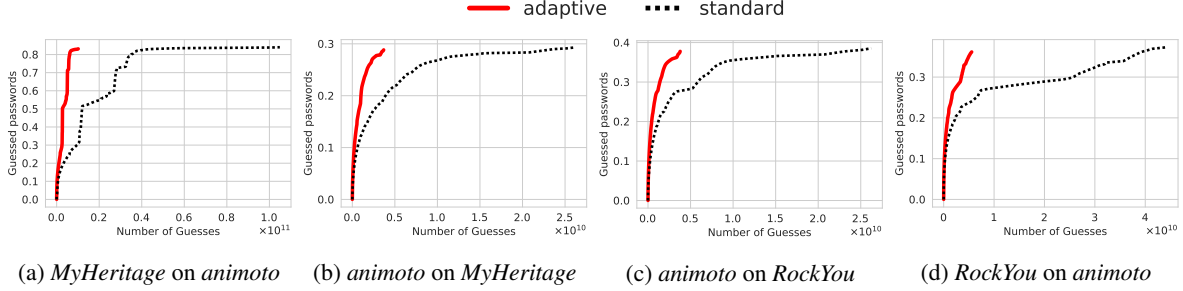 adaptive standard
Guessed passwords
0.8
0.7
0.6
0.5
0.4
0.3
0.2
0.1
0.0
0.0 0.2 0.4 0.6 0.8 1.0
Number of Guesses ×10^11
(a) MyHeritage on animoto
Guessed passwords
0.3
0.2
0.1
0.0
0.0 0.5 1.0 1.5 2.0 2.5
Number of Guesses ×10^10
(b) animoto on MyHeritage
Guessed passwords
0.4
0.3
0.2
0.1
0.0
0.0 0.5 1.0 1.5 2.0 2.5
Number of Guesses ×10^10
(c) animoto on RockYou
Guessed passwords
0.3
0.2
0.1
0.0
0 1 2 3 4
Number of Guesses ×10^10
(d) RockYou on animoto